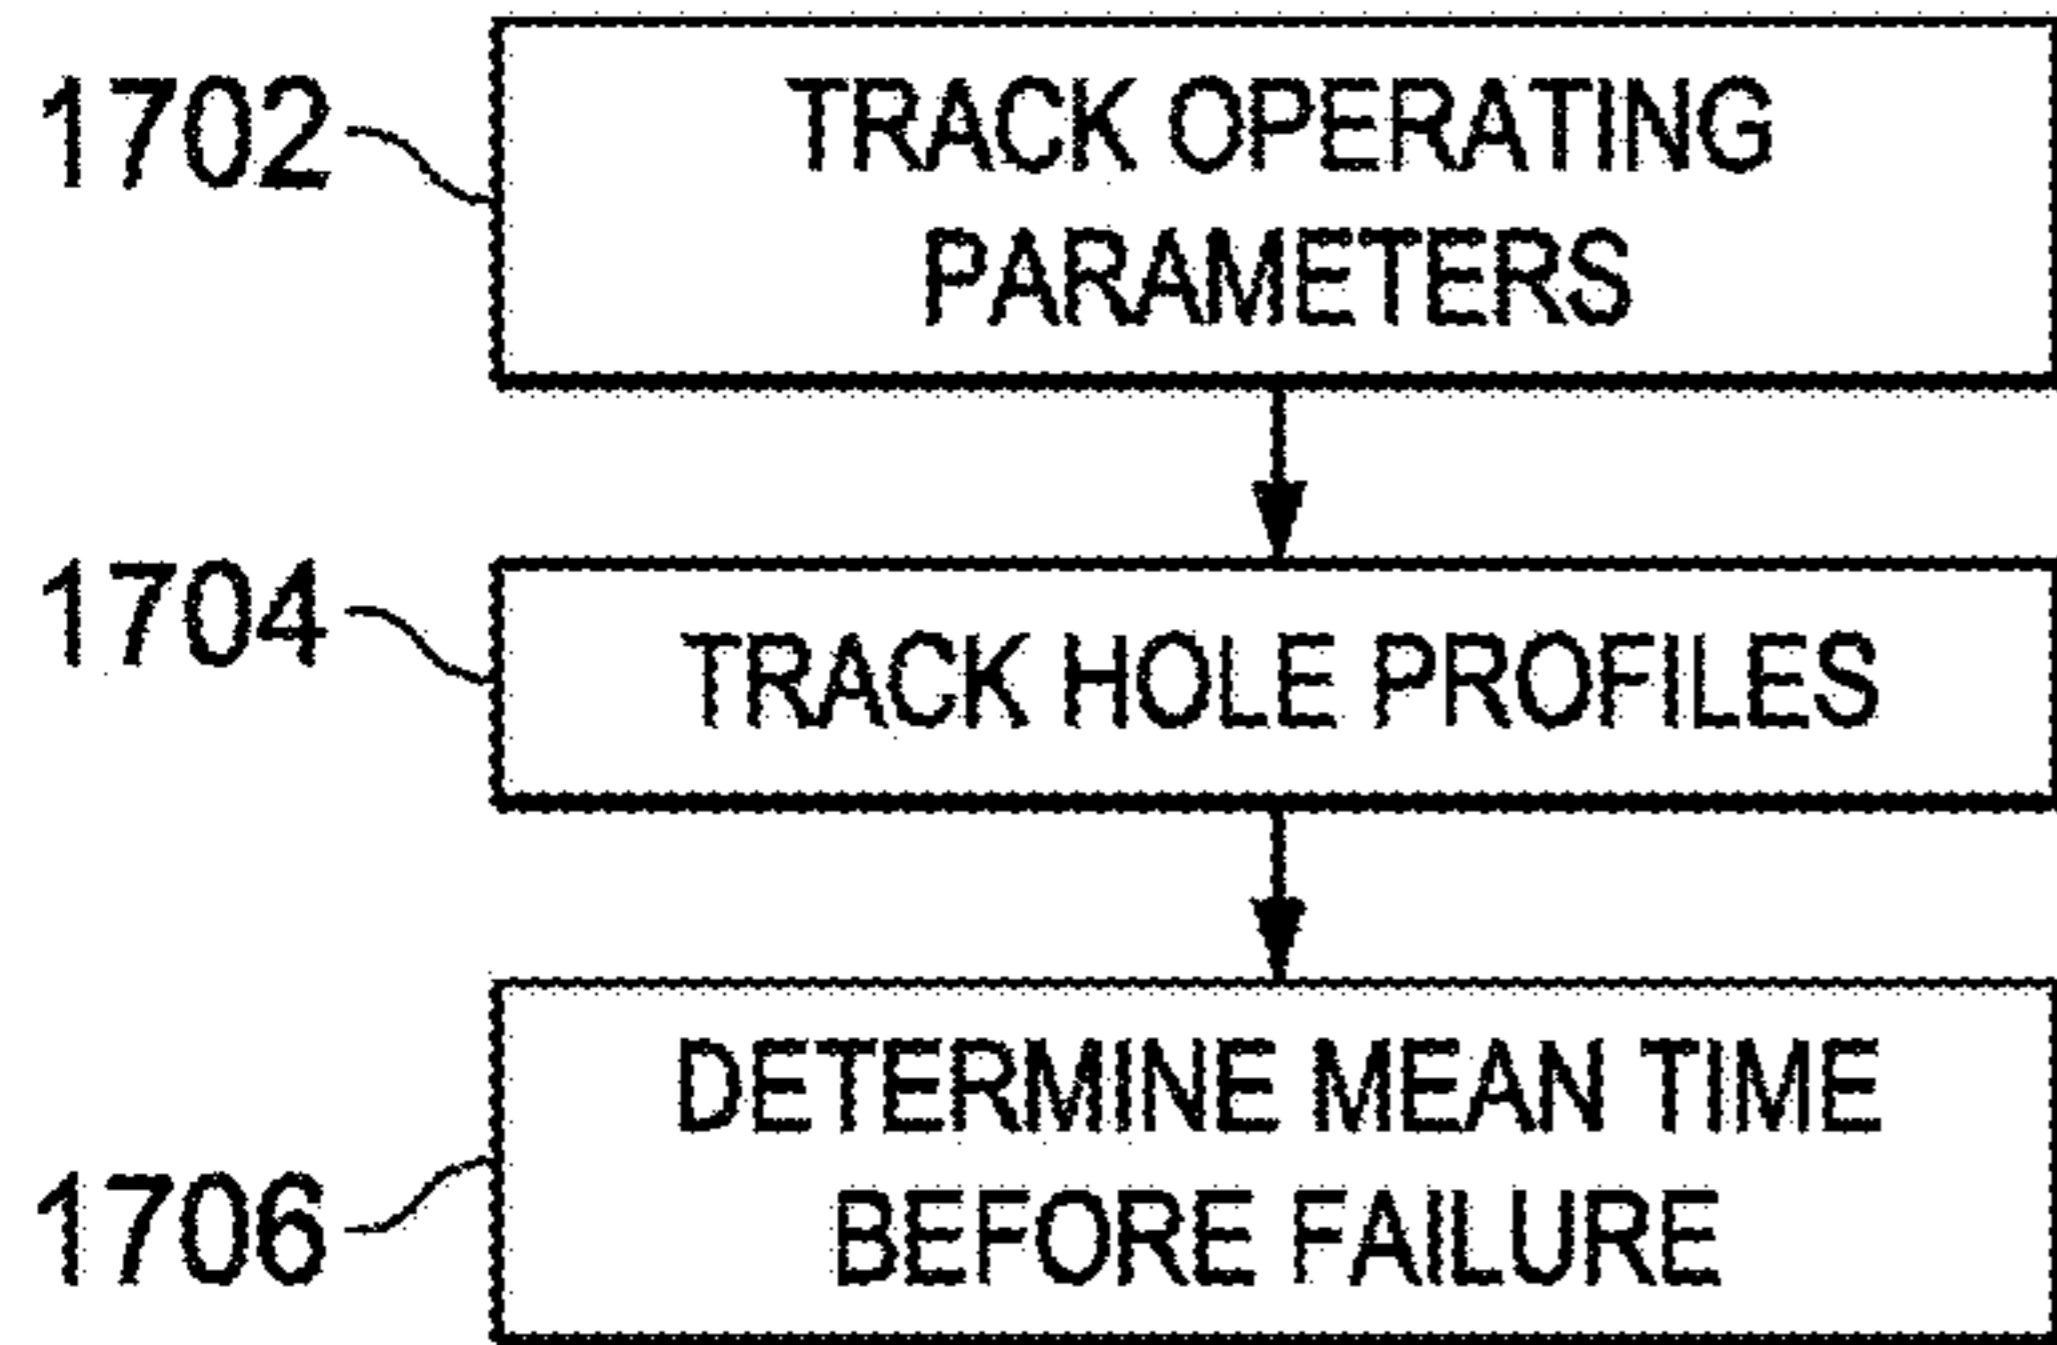 1702
TRACK OPERATING
PARAMETERS
1704
TRACK HOLE PROFILES
DETERMINE MEAN TIME
1706
BEFORE FAILURE